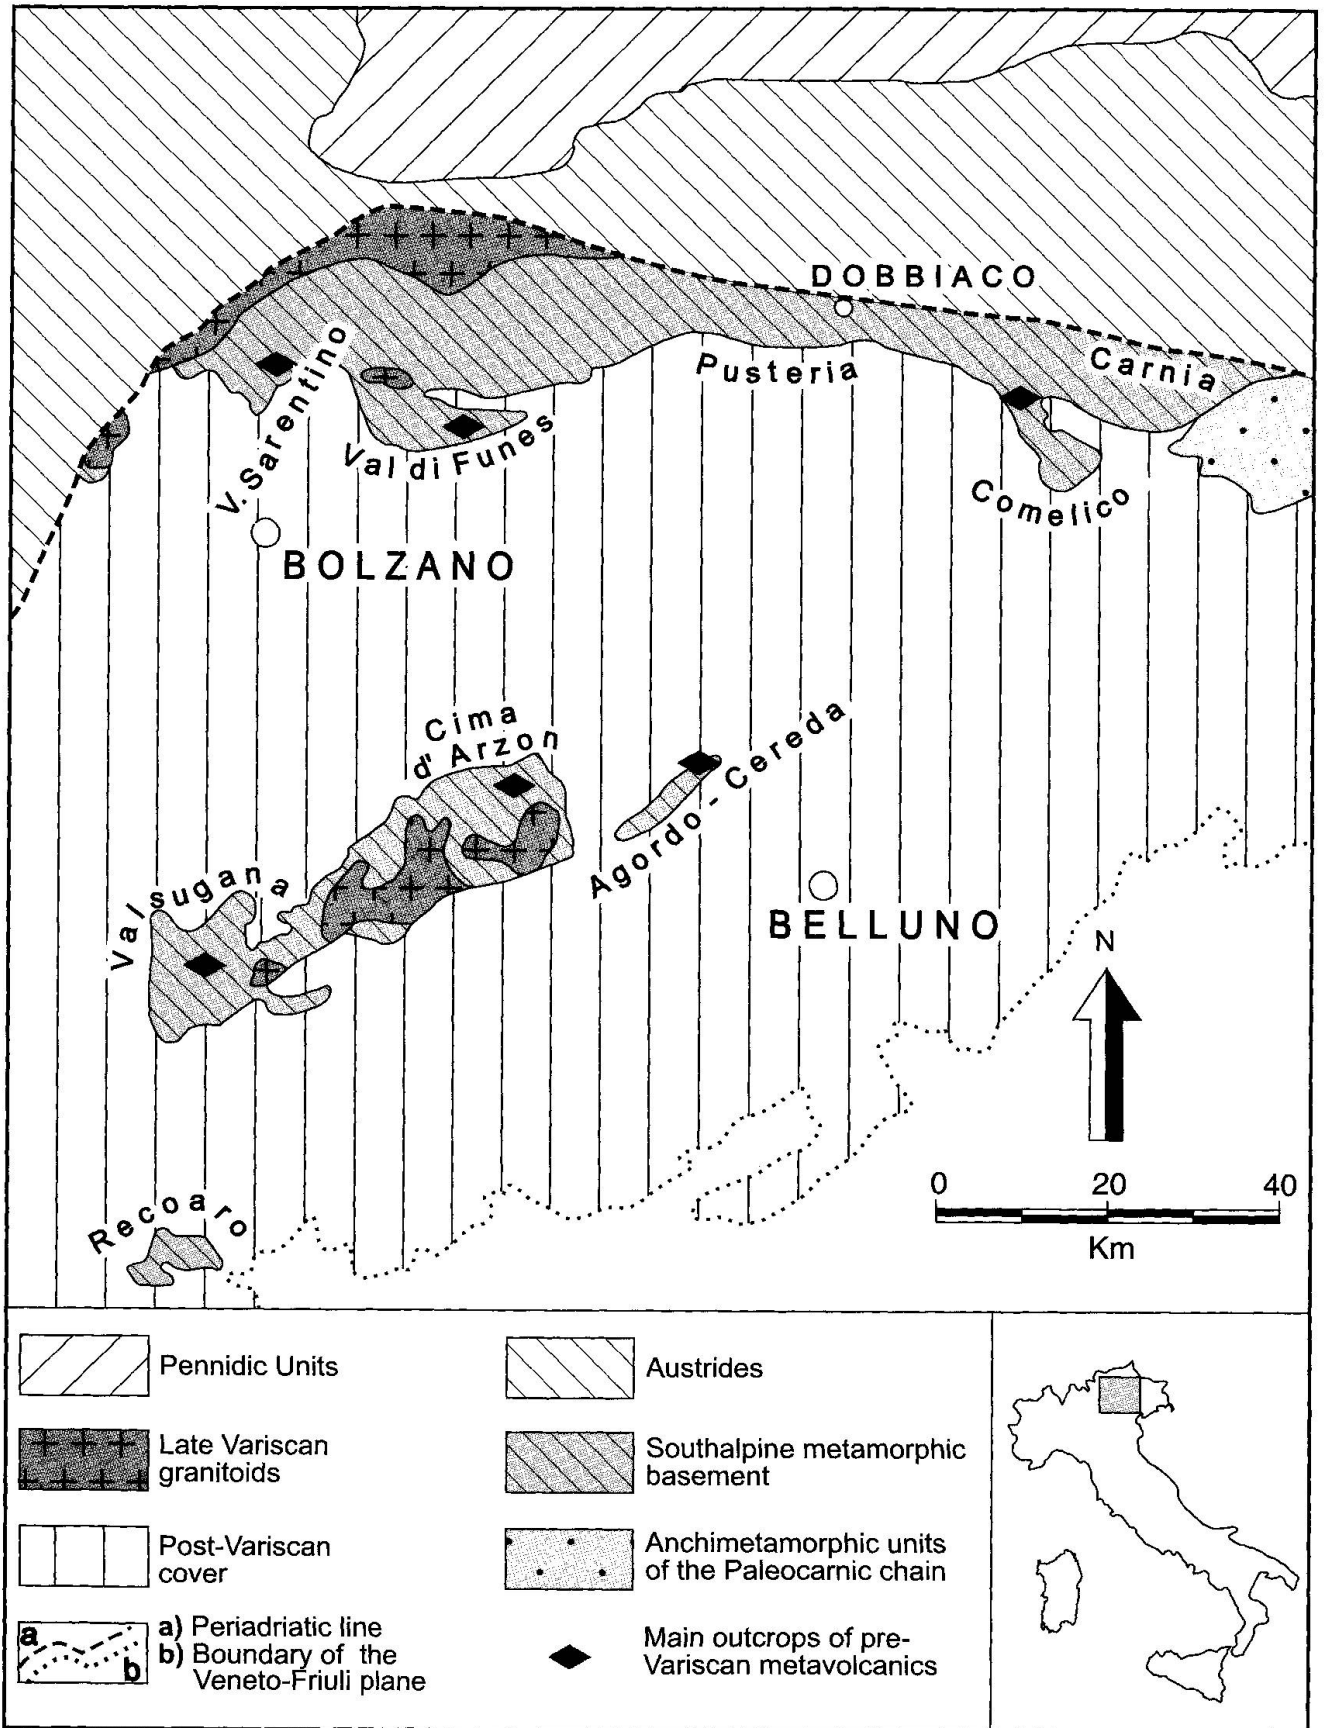 DOBBIACO
Pusteria
Carnia
V. Sarentino
Val di Funes
Comelico
BOLZANO
Cima
d' Arzon
Agordo - Cereda
Valsugana
BELLUNO
N
Recoaro
0 20 40
Km
Pennidic Units
Austrides
Late Variscan
granitoids
Southalpine metamorphic
basement
Post-Variscan
cover
Anchimetamorphic units
of the Paleocarnic chain
a
b
a) Periadriatic line
b) Boundary of the
Veneto-Friuli plane
Main outcrops of pre-
Variscan metavolcanics